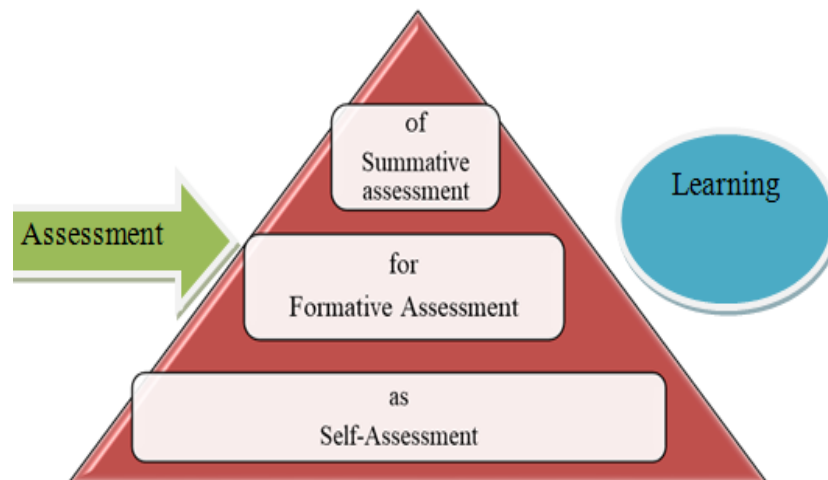 of
Summative
assessment
Learning
Assessment
for
Formative Assessment
as
Self-Assessment